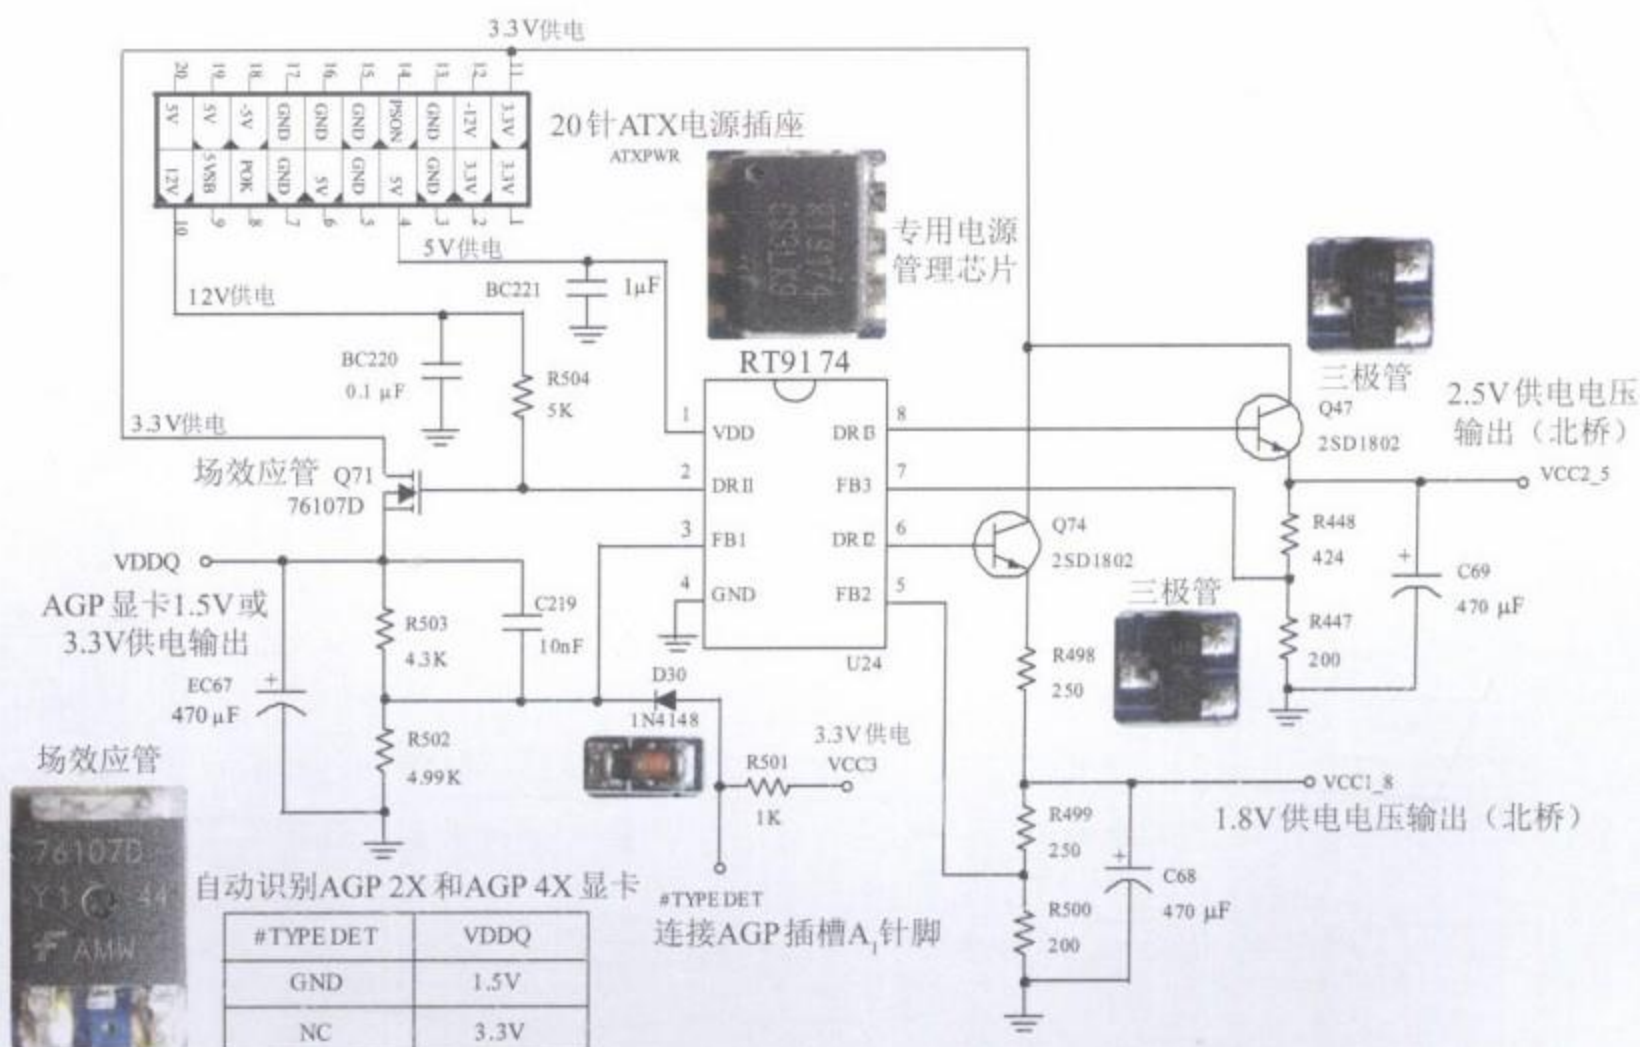 3.3V供电
20 19 18 17 16 15 14 13 12 11
5V 5V -5V GND GND GND PSON GND -12V 3.3V
12V 5VSB POK GND 5V GND 5V GND 3.3V 3.3V
10 9 8 7 6 5 4 3 2 1
20针ATX电源插座
ATXPWR
专用电源
管理芯片
5V供电
BC221
1μF
12V供电
BC220
0.1 μF
R504
5K
RT9174
三极管
Q47
2SD1802
2.5V供电电压
输出（北桥）
VCC2_5
3.3V供电
场效应管 Q71
76107D
1 VDD
2 DRI1
3 FB1
4 GND
8 DRI3
7 FB3
6 DRI2
5 FB2
U24
Q74
2SD1802
R448
424
C69
470 μF
R447
200
三极管
VDDQ
AGP显卡1.5V或
3.3V供电输出
R503
4.3K
C219
10nF
EC67
470μF
R502
4.99K
D30
1N4148
R498
250
3.3V供电
VCC3
R501
1K
VCC1_8
1.8V供电电压输出（北桥）
R499
250
C68
470 μF
R500
200
#TYPEDET
连接AGP插槽A1针脚
场效应管
76107D
AMW
自动识别AGP 2X和AGP 4X显卡
#TYPEDET VDDQ
GND 1.5V
NC 3.3V